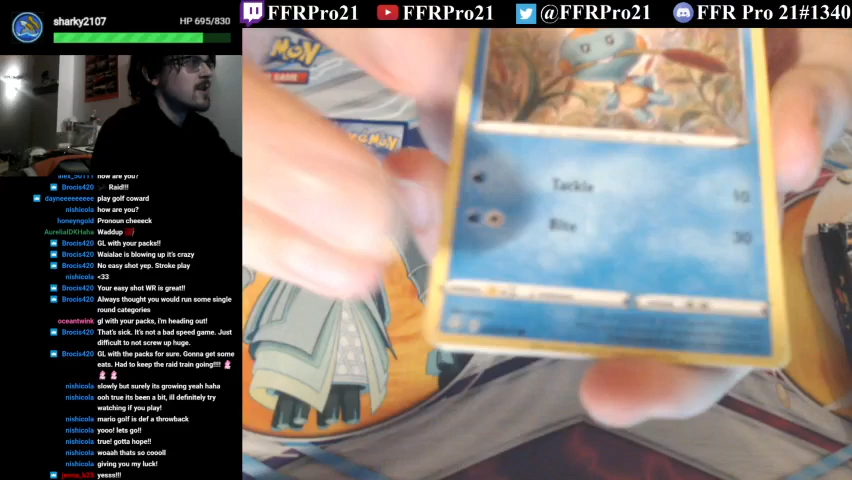 sharky2107
HP 695/830
FFRPro21
FFRPro21
@FFRPro21
FFR Pro 21#1340
how are you?
Brocis420 Raid!!!
dayneeeeeeeee play golf coward
nishicola how are you?
honeyngold Pronoun cheeeck
AureliaIDKHaha Waddup
Brocis420 GL with your packs!!
Brocis420 Waialae is blowing up it's crazy
Brocis420 No easy shot yep. Stroke play
nishicola <33
Brocis420 Your easy shot WR is great!!
Brocis420 Always thought you would run some single
round categories
oceantwink gl with your packs, i'm heading out!
Brocis420 That's sick. It's not a bad speed game. Just
difficult to not screw up huge.
Brocis420 GL with the packs for sure. Gonna get some
eats. Had to keep the raid train going!!!!
nishicola slowly but surely its growing yeah haha
nishicola ooh true its been a bit, ill definitely try
watching if you play!
nishicola mario golf is def a throwback
nishicola yooo! lets go!!
nishicola true! gotta hope!!
nishicola woaah thats so coool!
nishicola giving you my luck!
yesss!!!
MON
GAME
Pokémon
Tackle 10
Bite 30